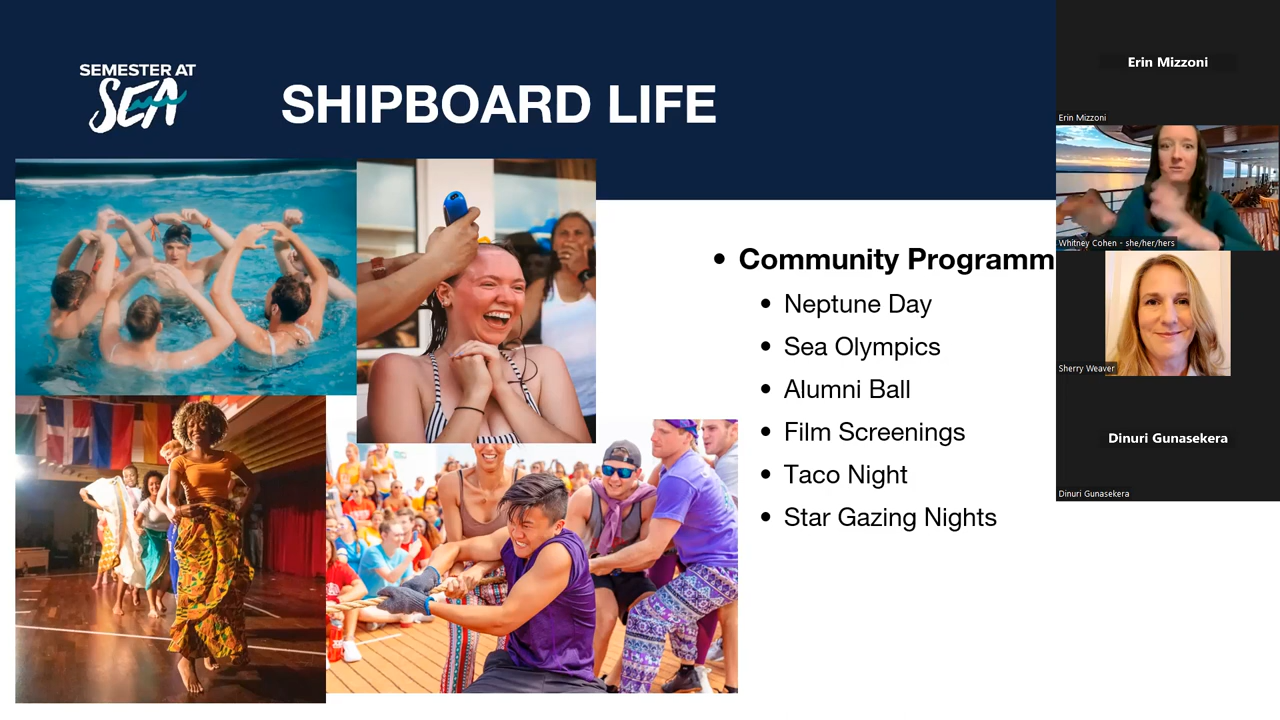 SEMESTER AT
SEA
SHIPBOARD LIFE
• Community Programm
• Neptune Day
• Sea Olympics
• Alumni Ball
• Film Screenings
• Taco Night
• Star Gazing Nights
Erin Mizzoni
Erin Mizzoni
Whitney Cohen - she/her/hers
Sherry Weaver
Dinuri Gunasekera
Dinuri Gunasekera